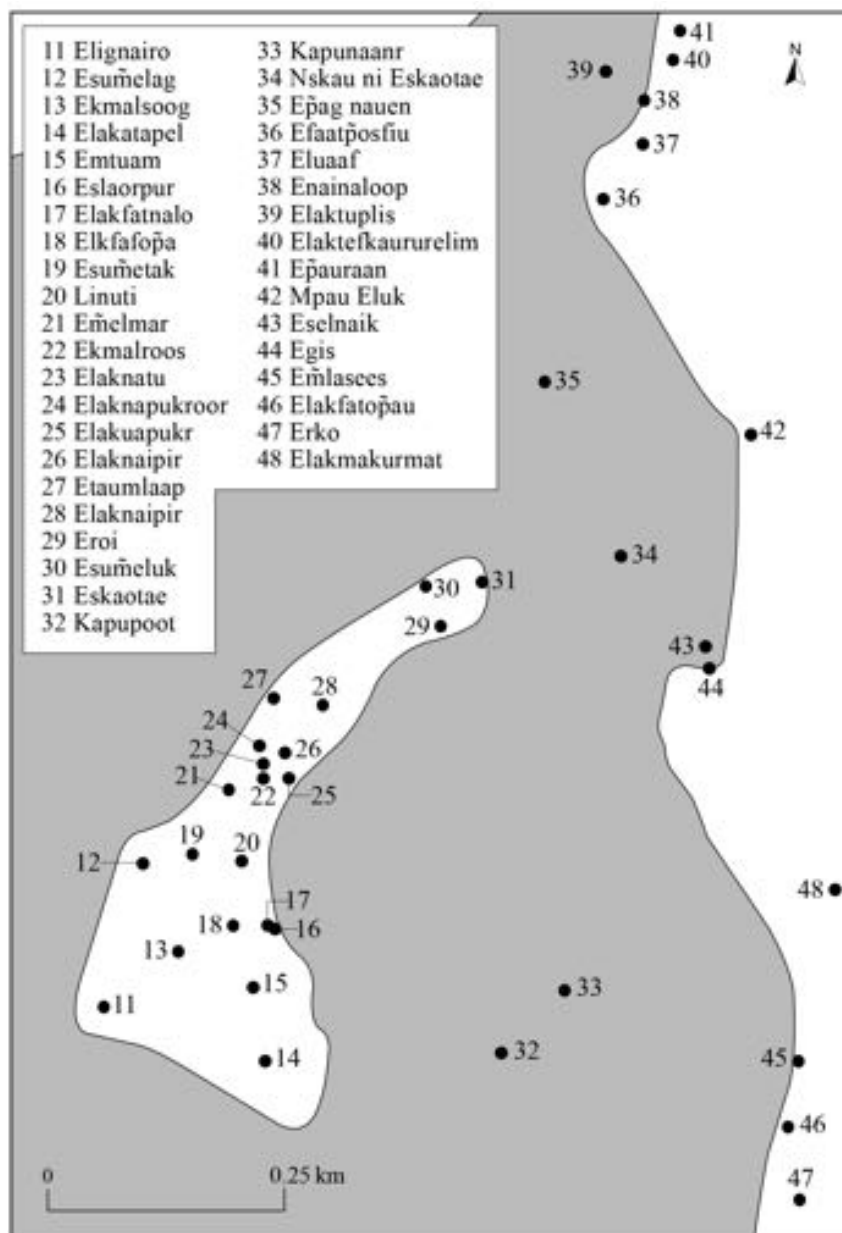 11 Elignairo
12 Esum̃elag
13 Ekmalsoog
14 Elakatapel
15 Emtuam
16 Eslaorpur
17 Elakfatnalo
18 Elkfafop̃a
19 Esum̃etak
20 Linuti
21 Em̃elmar
22 Ekmalroos
23 Elaknatu
24 Elaknapukroor
25 Elakuapukr
26 Elaknaipir
27 Etaumlaap
28 Elaknaipir
29 Eroi
30 Esum̃eluk
31 Eskaotae
32 Kapupoot
33 Kapunaanr
34 Nskau ni Eskaotae
35 Ep̃ag nauen
36 Efaatp̃osfiu
37 Eluaaf
38 Enainaloop
39 Elaktuplis
40 Elaktefkaururelim
41 Ep̃auraan
42 Mpau Eluk
43 Eselnaik
44 Egis
45 Em̃lasees
46 Elakfatop̃au
47 Erko
48 Elakmakurmat
N
41
40
39
38
37
36
35
42
34
30
31
29
43
44
27
28
24
26
23
21
22
25
19
20
12
48
17
18
16
13
15
33
11
32
14
45
46
0
0.25 km
47